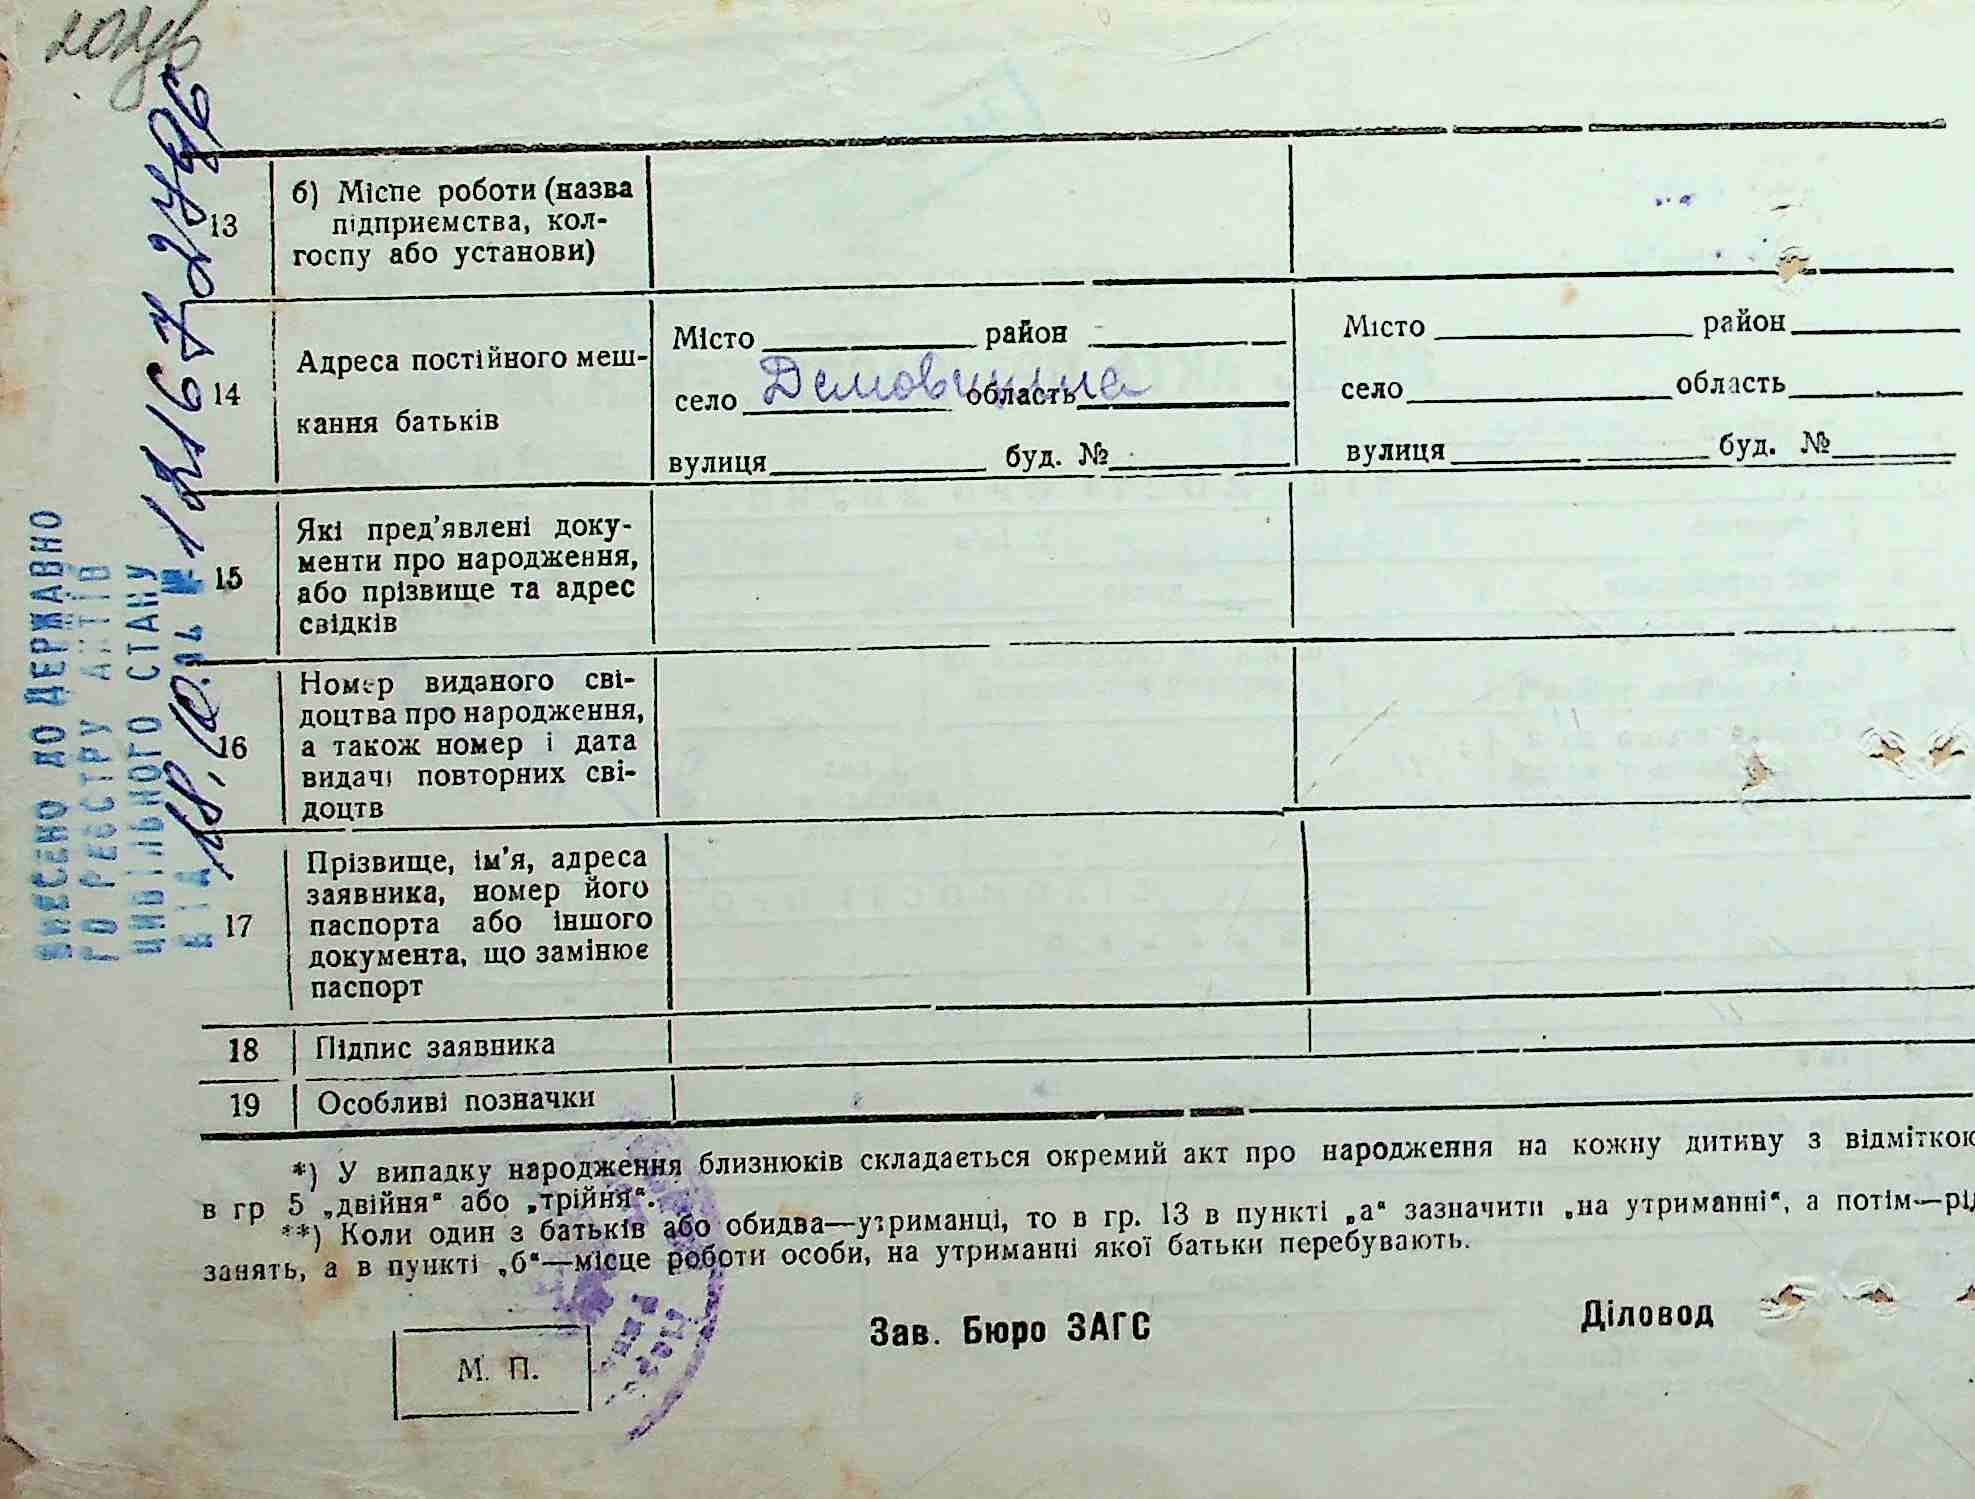 13
б) Місце роботи (назва
підприємства, кол-
госпу або установи)
14
Адреса постійного меш-
кання батьків
Місто район
село Демовщина область
вулиця буд. №
Місто район
село область
вулиця буд. №
15
Які пред'явлені доку-
менти про народження,
або прізвище та адрес
свідків
16
Номер виданого сві-
доцтва про народження,
а також номер і дата
видачі повторних сві-
доцтв
17
Прізвище, ім'я, адреса
заявника, номер його
паспорта або іншого
документа, що замінює
паспорт
18 Підпис заявника
19 Особливі позначки
*) У випадку народження близнюків складається окремий акт про народження на кожну дитину з відміткою
в гр 5 „двійня“ або „трійня“.
**) Коли один з батьків або обидва—утриманці, то в гр. 13 в пункті „а“ зазначити „на утриманні“, а потім—рід
занять, а в пункті „б“—місце роботи особи, на утриманні якої батьки перебувають.
Зав. Бюро ЗАГС
Діловод
М. П.
ВНЕСЕНО ДО ДЕРЖАВНО
ГО РЕЄСТРУ АКТІВ
ЦИВІЛЬНОГО СТАНУ
ВІД №